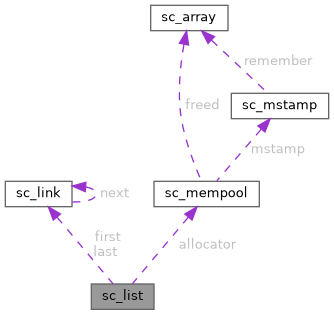 sc_array
remember
freed
sc_mstamp
mstamp
sc_link
next
sc_mempool
first
last
allocator
sc_list